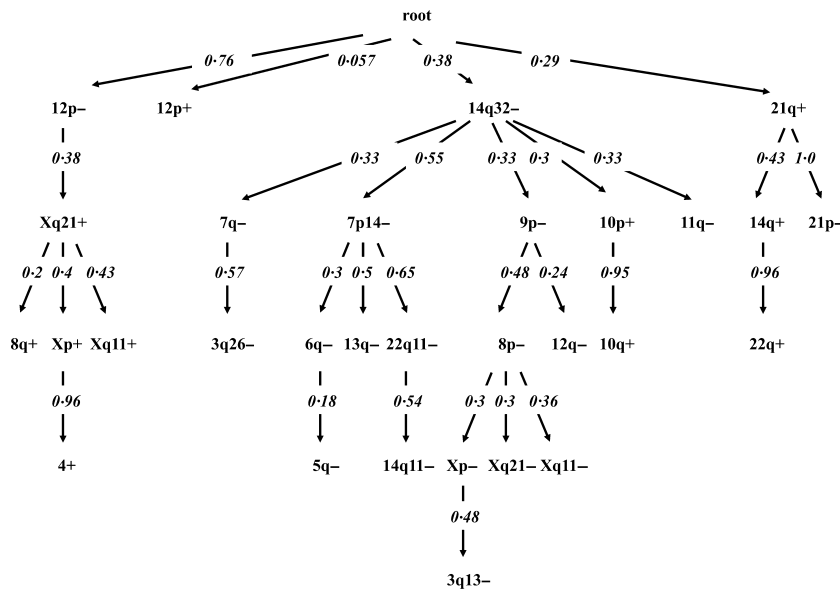 root
0·76 0·057 0·38 0·29
12p– 12p+ 14q32– 21q+
0·38 0·33 0·55 0·33 0·3 0·33 0·43 1·0
Xq21+ 7q– 7p14– 9p– 10p+ 11q– 14q+ 21p–
0·2 0·4 0·43 0·57 0·3 0·5 0·65 0·48 0·24 0·95 0·96
8q+ Xp+ Xq11+ 3q26– 6q– 13q– 22q11– 8p– 12q– 10q+ 22q+
0·96 0·18 0·54 0·3 0·3 0·36
4+ 5q– 14q11– Xp– Xq21– Xq11–
0·48
3q13–